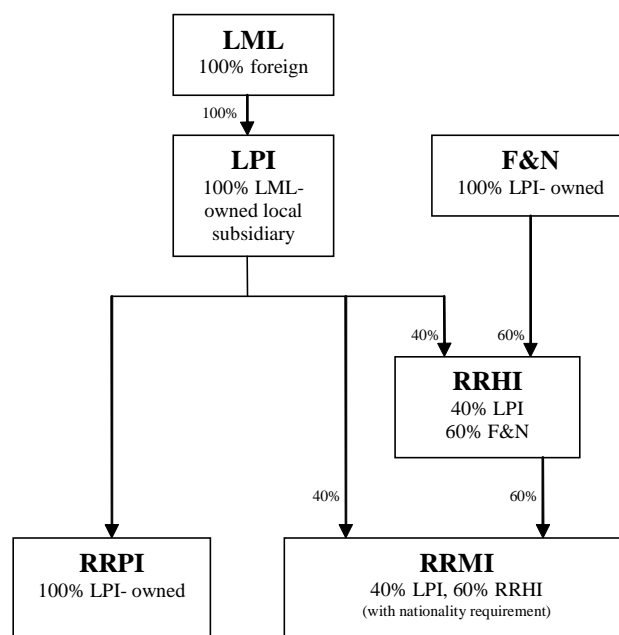 LML
100% foreign
100%
LPI
100% LML-
owned local
subsidiary
F&N
100% LPI- owned
40%
60%
RRHI
40% LPI
60% F&N
40%
60%
RRPI
100% LPI- owned
RRMI
40% LPI, 60% RRHI
(with nationality requirement)